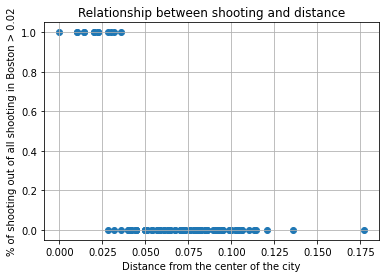 Relationship between shooting and distance
% of shooting out of all shooting in Boston > 0.02
1.0
0.8
0.6
0.4
0.2
0.0
0.000 0.025 0.050 0.075 0.100 0.125 0.150 0.175
Distance from the center of the city